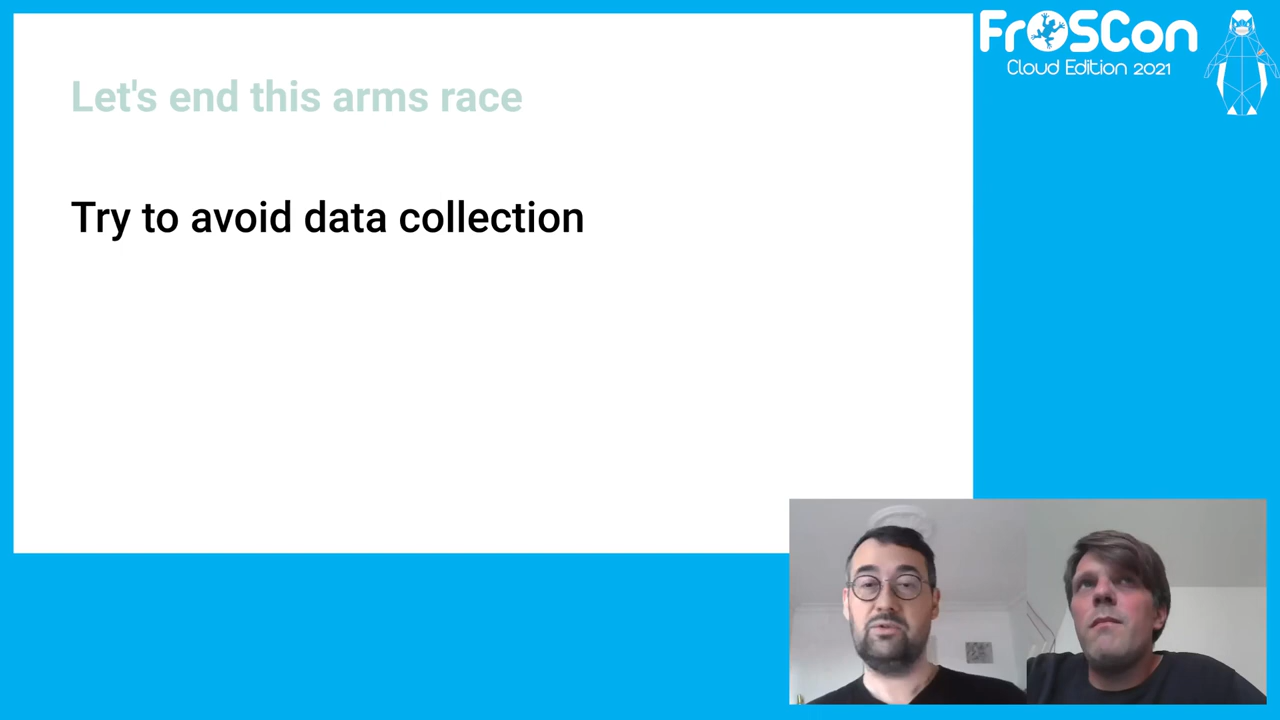 Let's end this arms race
Try to avoid data collection
FrOSCon
Cloud Edition 2021